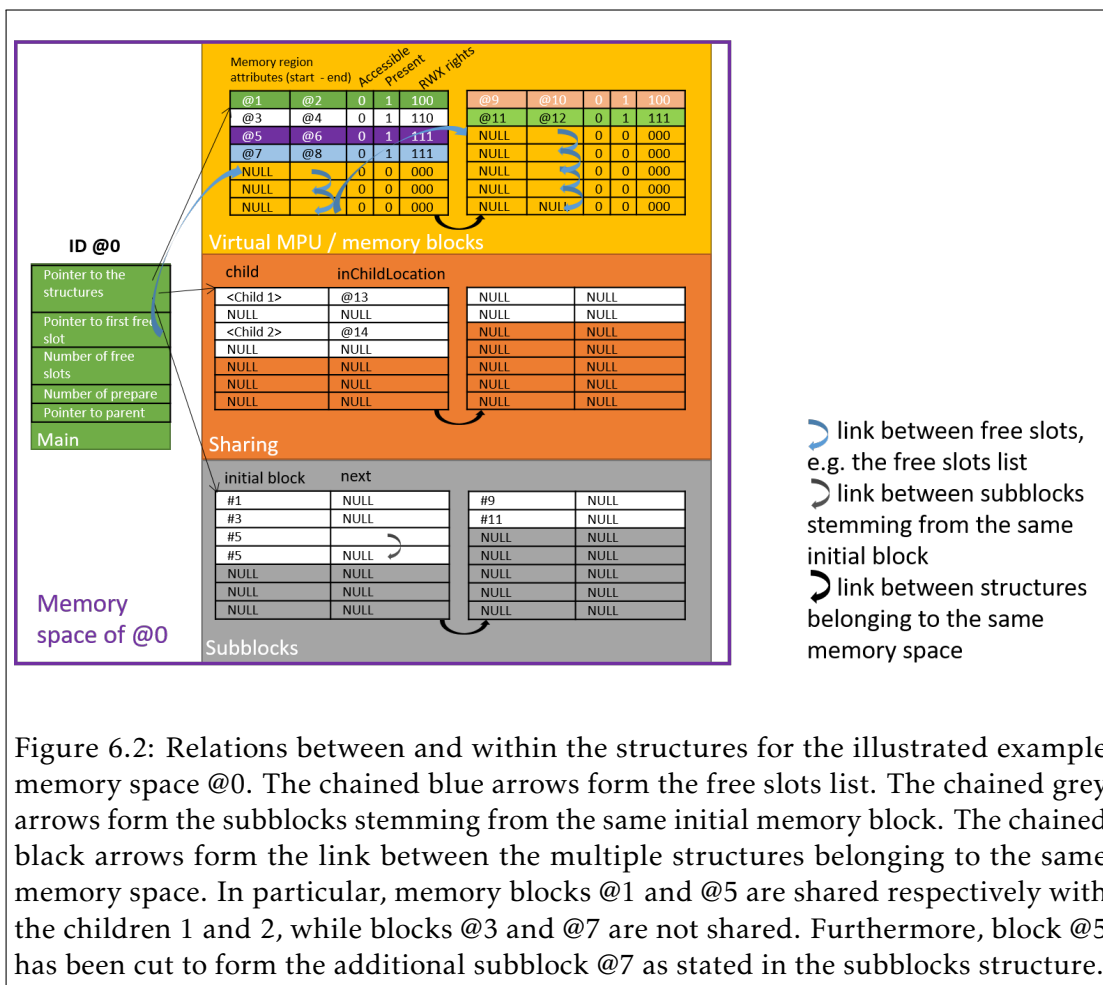 Memory region
attributes (start - end) Accessible Present RWX rights
@1 @2 0 1 100
@3 @4 0 1 110
@5 @6 0 1 111
@7 @8 0 1 111
NULL 0 0 000
NULL 0 0 000
NULL 0 0 000
@9 @10 0 1 100
@11 @12 0 1 111
NULL 0 0 000
NULL 0 0 000
NULL 0 0 000
NULL 0 0 000
NULL NULL 0 0 000
Virtual MPU / memory blocks
ID @0
Pointer to the
structures
Pointer to first free
slot
Number of free
slots
Number of prepare
Pointer to parent
Main
child inChildLocation
<Child 1> @13
NULL NULL
<Child 2> @14
NULL NULL
NULL NULL
NULL NULL
NULL NULL
NULL NULL
NULL NULL
NULL NULL
NULL NULL
NULL NULL
NULL NULL
NULL NULL
Sharing
initial block next
#1 NULL
#3 NULL
#5
#5 NULL
NULL NULL
NULL NULL
NULL NULL
#9 NULL
#11 NULL
NULL NULL
NULL NULL
NULL NULL
NULL NULL
NULL NULL
Subblocks
Memory
space of @0
link between free slots,
e.g. the free slots list
link between subblocks
stemming from the same
initial block
link between structures
belonging to the same
memory space
Figure 6.2: Relations between and within the structures for the illustrated example
memory space @0. The chained blue arrows form the free slots list. The chained grey
arrows form the subblocks stemming from the same initial memory block. The chained
black arrows form the link between the multiple structures belonging to the same
memory space. In particular, memory blocks @1 and @5 are shared respectively with
the children 1 and 2, while blocks @3 and @7 are not shared. Furthermore, block @5
has been cut to form the additional subblock @7 as stated in the subblocks structure.